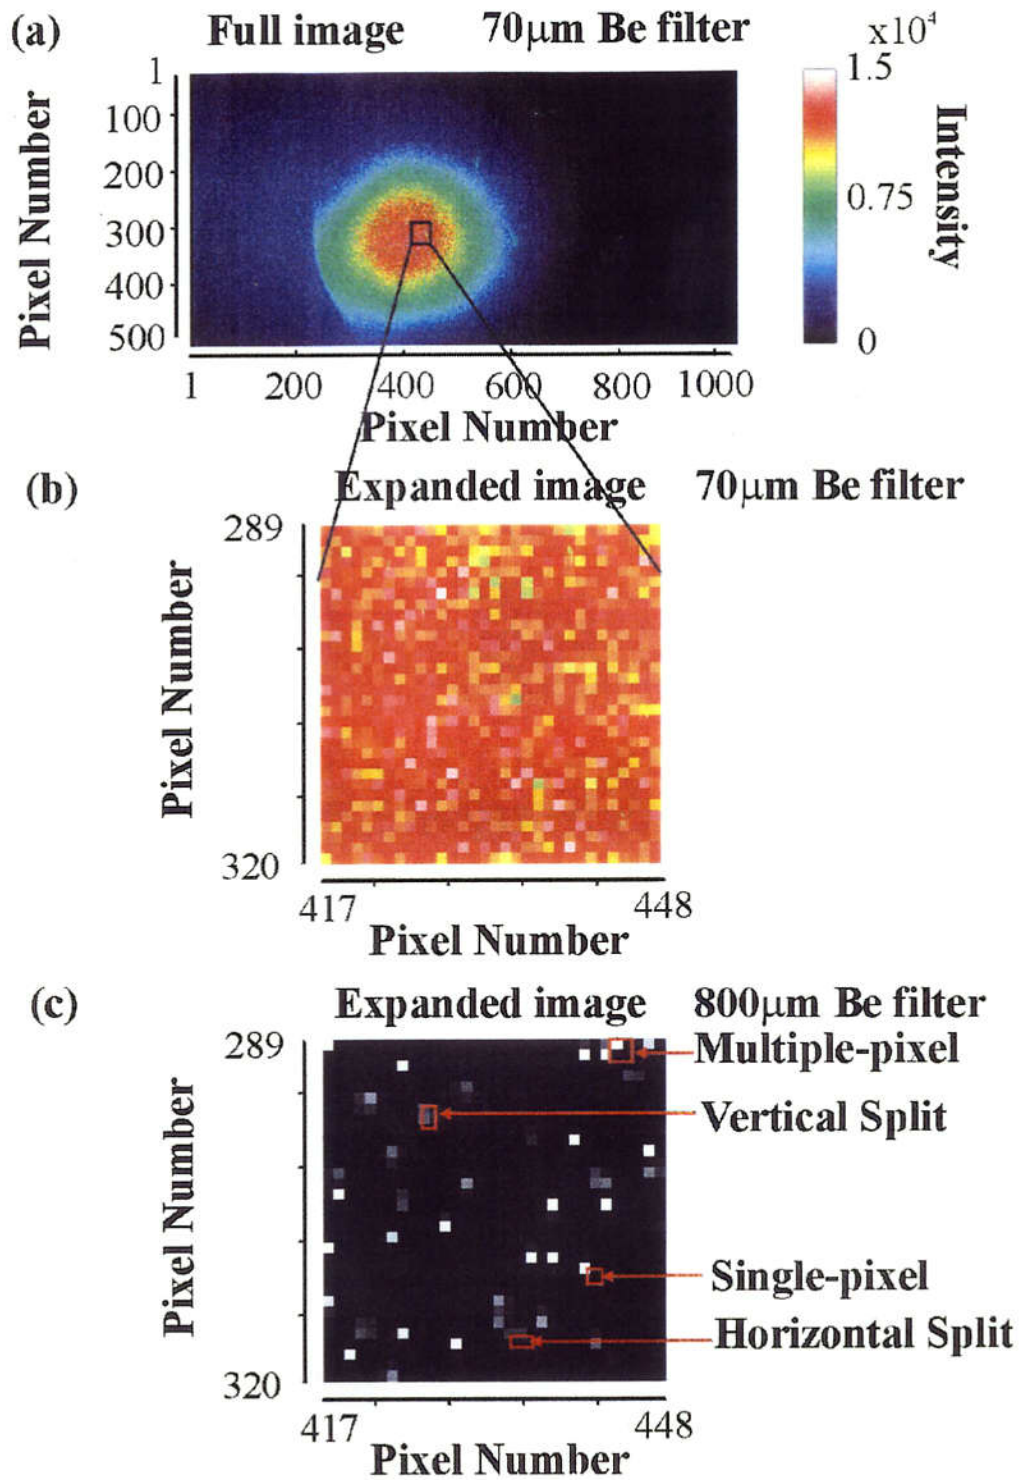 (a) Full image 70μm Be filter
x10⁴
1
100
200
300
400
500
Pixel Number
1.5
0.75
0
Intensity
1 200 400 600 800 1000
Pixel Number
(b) Expanded image 70μm Be filter
289
320
Pixel Number
417 448
Pixel Number
(c) Expanded image 800μm Be filter
289
320
Pixel Number
Multiple-pixel
Vertical Split
Single-pixel
Horizontal Split
417 448
Pixel Number